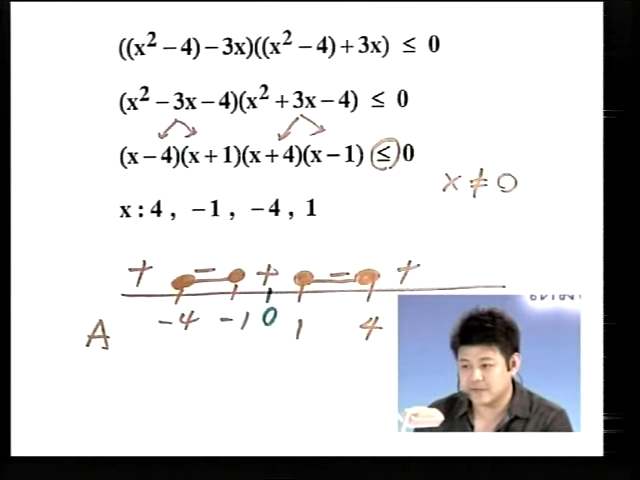 ((x² − 4) − 3x)((x² − 4) + 3x) ≤ 0
(x² − 3x − 4)(x² + 3x − 4) ≤ 0
(x − 4)(x + 1)(x + 4)(x − 1) ≤ 0
x ≠ 0
x : 4 , −1 , −4 , 1
+ − + − +
−4 −1 0 1 4
A